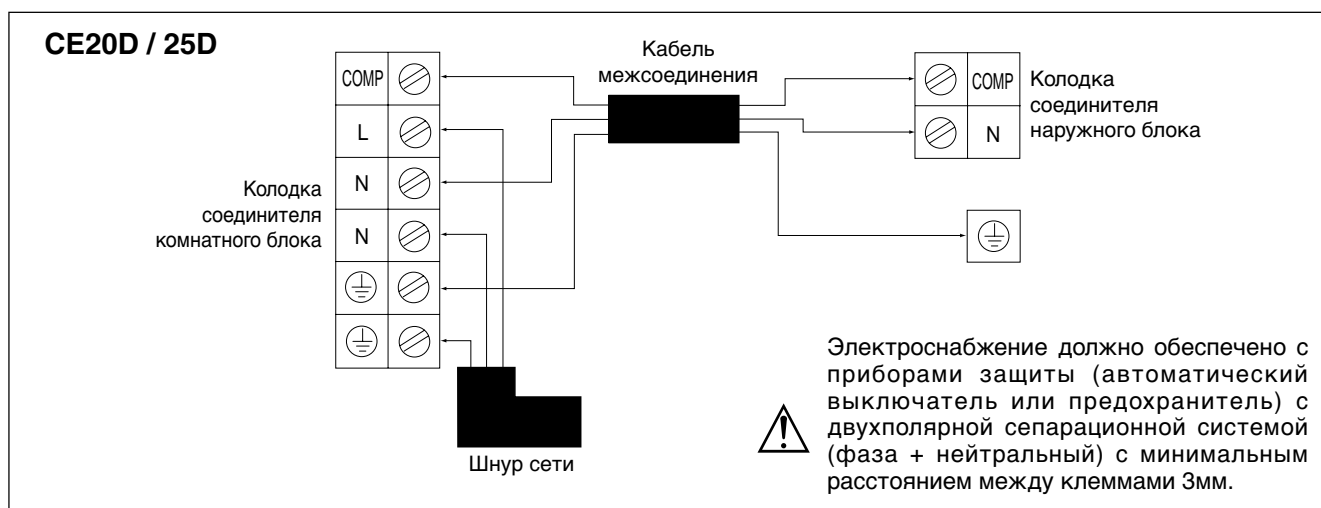 CE20D / 25D
COMP
L
N
N
Колодка
соединителя
комнатного блока
Кабель
межсоединения
COMP
N
Колодка
соединителя
наружного блока
Шнур сети
Электроснабжение должно обеспечено с
приборами защиты (автоматический
выключатель или предохранитель) с
двухполярной сепарационной системой
(фаза + нейтральный) с минимальным
расстоянием между клеммами 3мм.